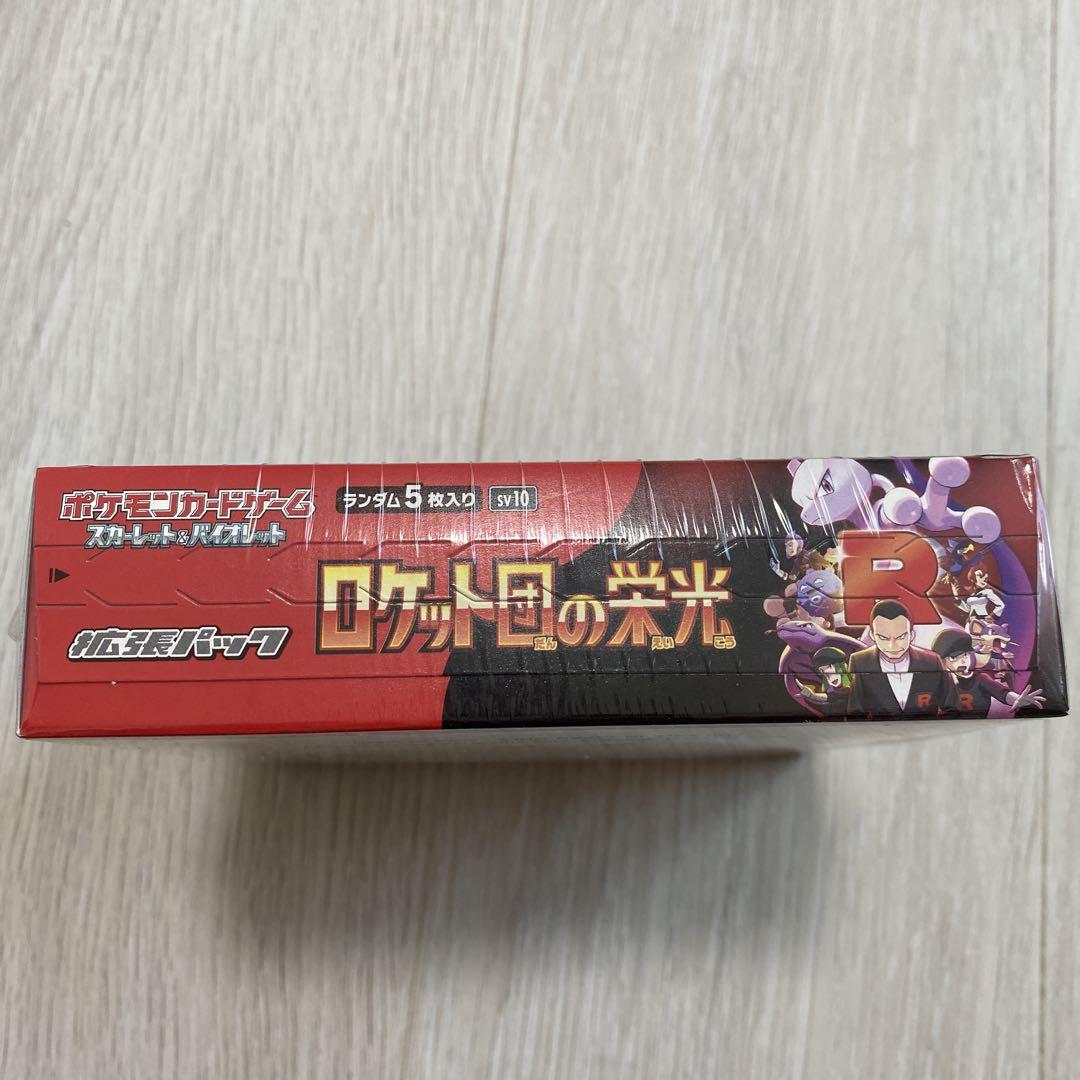 ポケモンカードゲーム
スカーレット&バイオレット
ランダム5枚入り
sv10
拡張パック
ロケット団の栄光
だん えい こう
R
R R